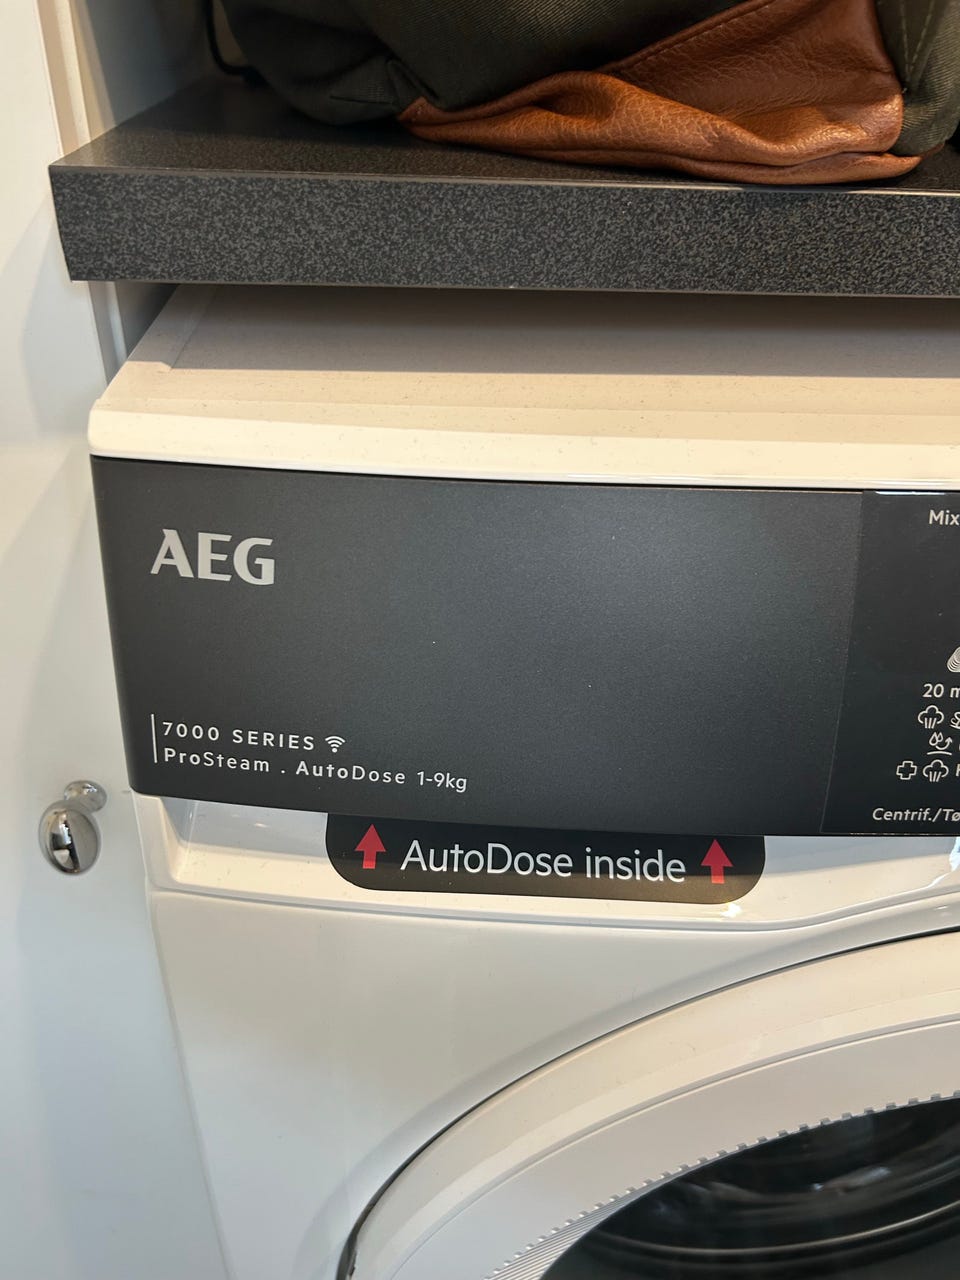 AEG
7000 SERIES
ProSteam . AutoDose 1-9kg
AutoDose inside
Mix
20 m
Centrif./Tø